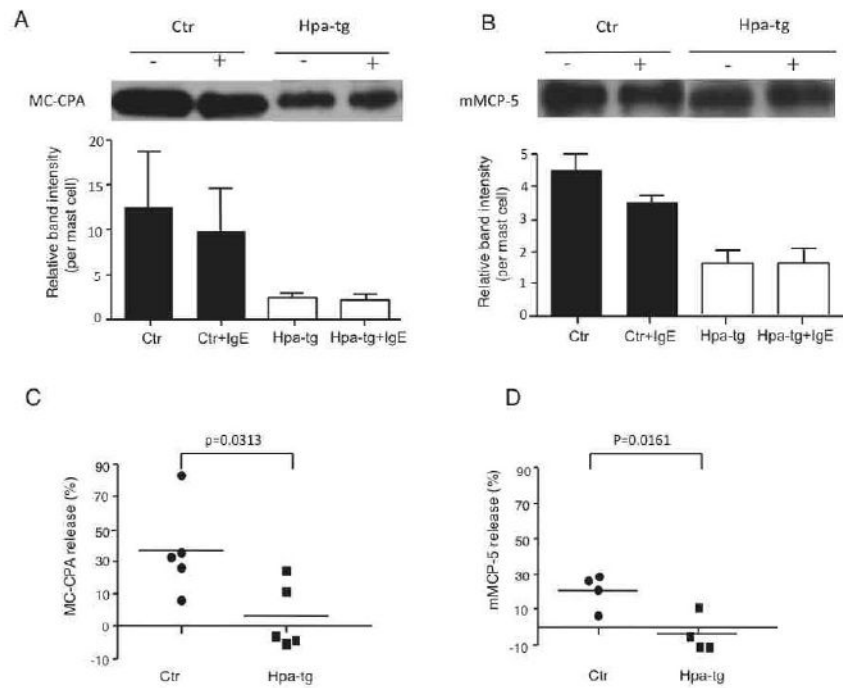 A
Ctr Hpa-tg
- + - +
MC-CPA
Relative band intensity
(per mast cell)
20
15
10
5
0
Ctr Ctr+IgE Hpa-tg Hpa-tg+IgE
B
Ctr Hpa-tg
- + - +
mMCP-5
Relative band intensity
(per mast cell)
5
4
3
2
1
0
Ctr Ctr+IgE Hpa-tg Hpa-tg+IgE
C
p=0.0313
MC-CPA release (%)
90
70
50
30
10
0
-10
Ctr Hpa-tg
D
P=0.0161
mMCP-5 release (%)
90
70
50
30
10
-10
Ctr Hpa-tg